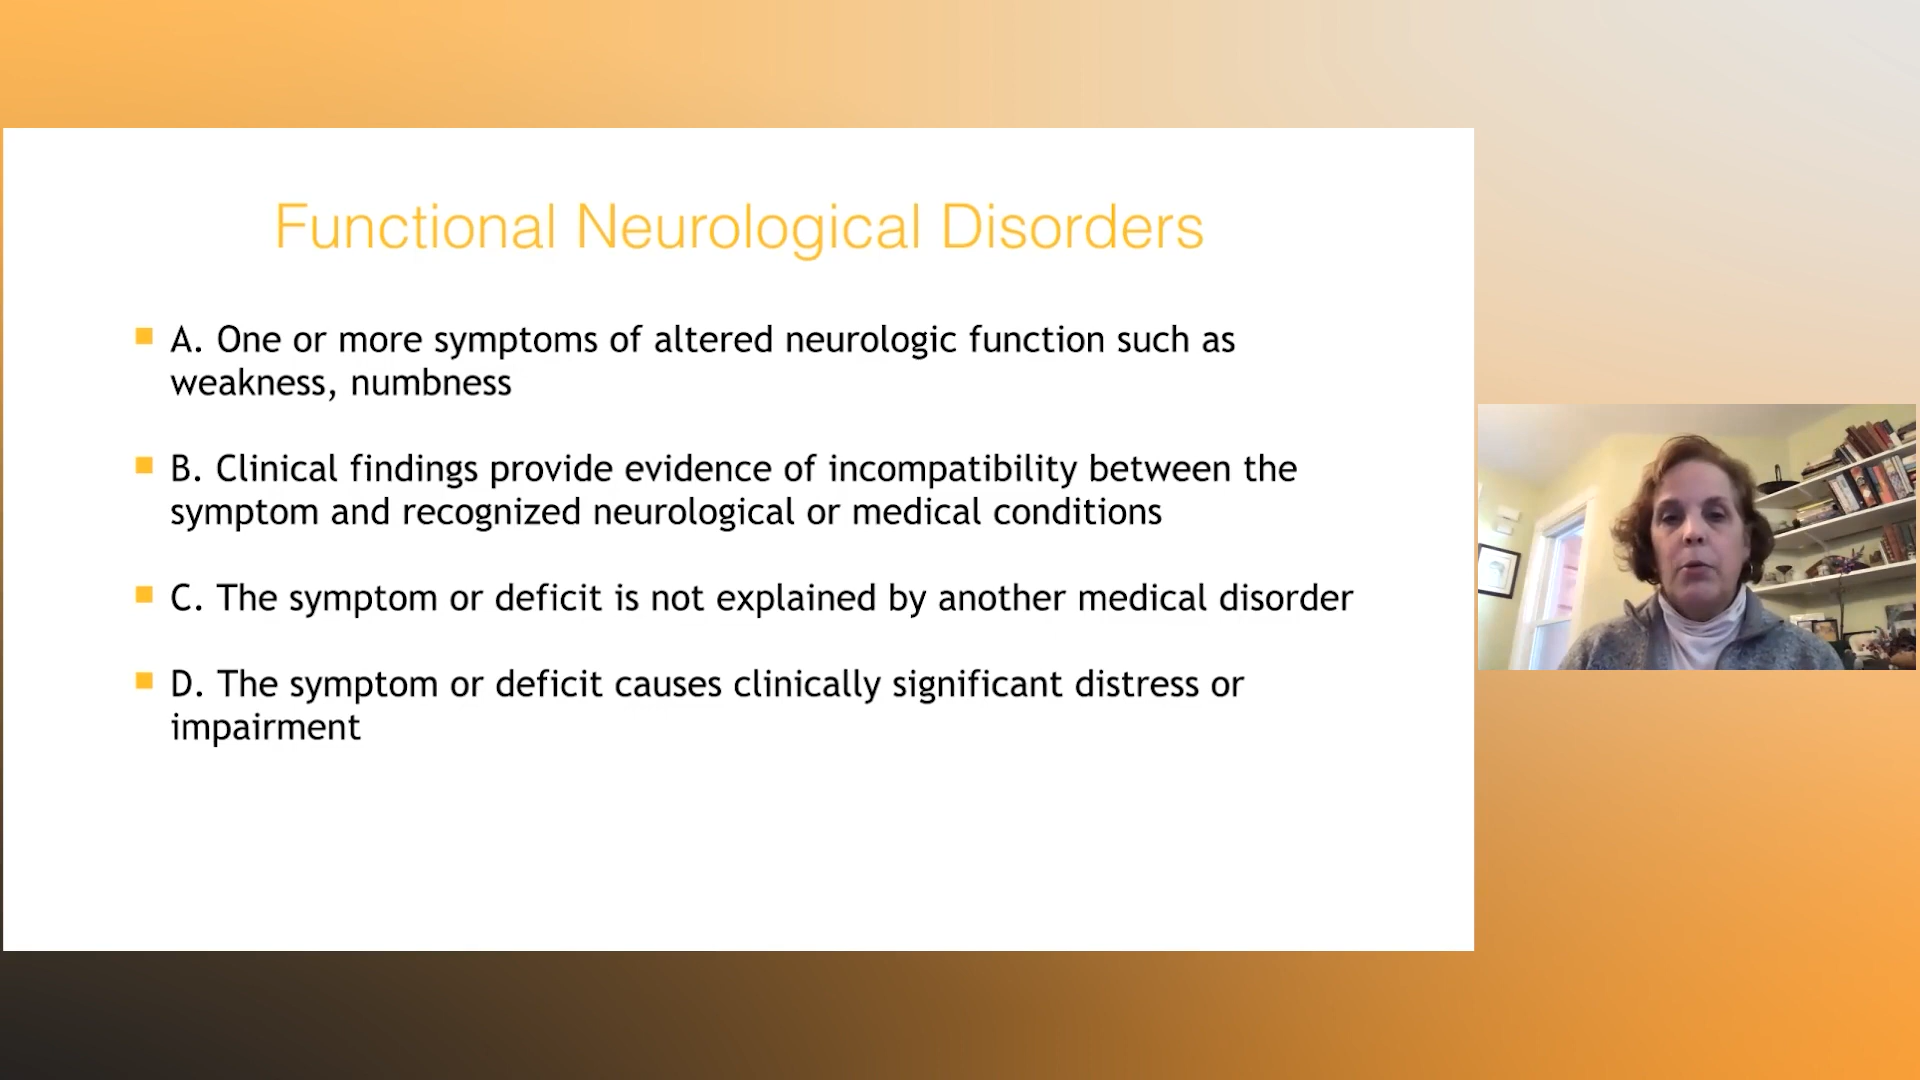 Functional Neurological Disorders
A. One or more symptoms of altered neurologic function such as
weakness, numbness
B. Clinical findings provide evidence of incompatibility between the
symptom and recognized neurological or medical conditions
C. The symptom or deficit is not explained by another medical disorder
D. The symptom or deficit causes clinically significant distress or
impairment